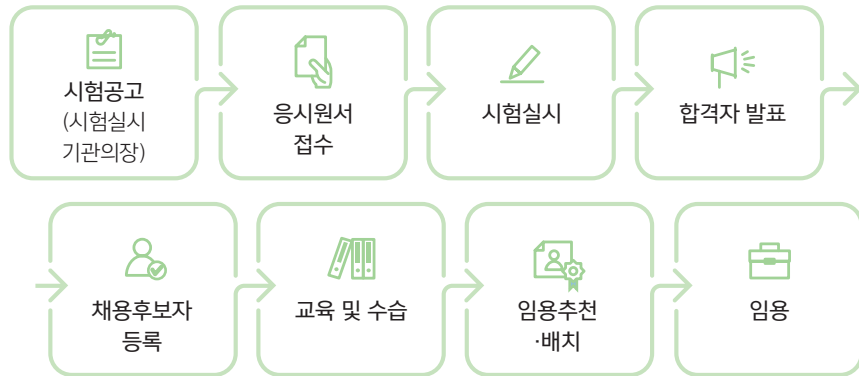 시험공고
(시험실시
기관의장)
응시원서
접수
시험실시
합격자 발표
채용후보자
등록
교육 및 수습
임용추천
·배치
임용